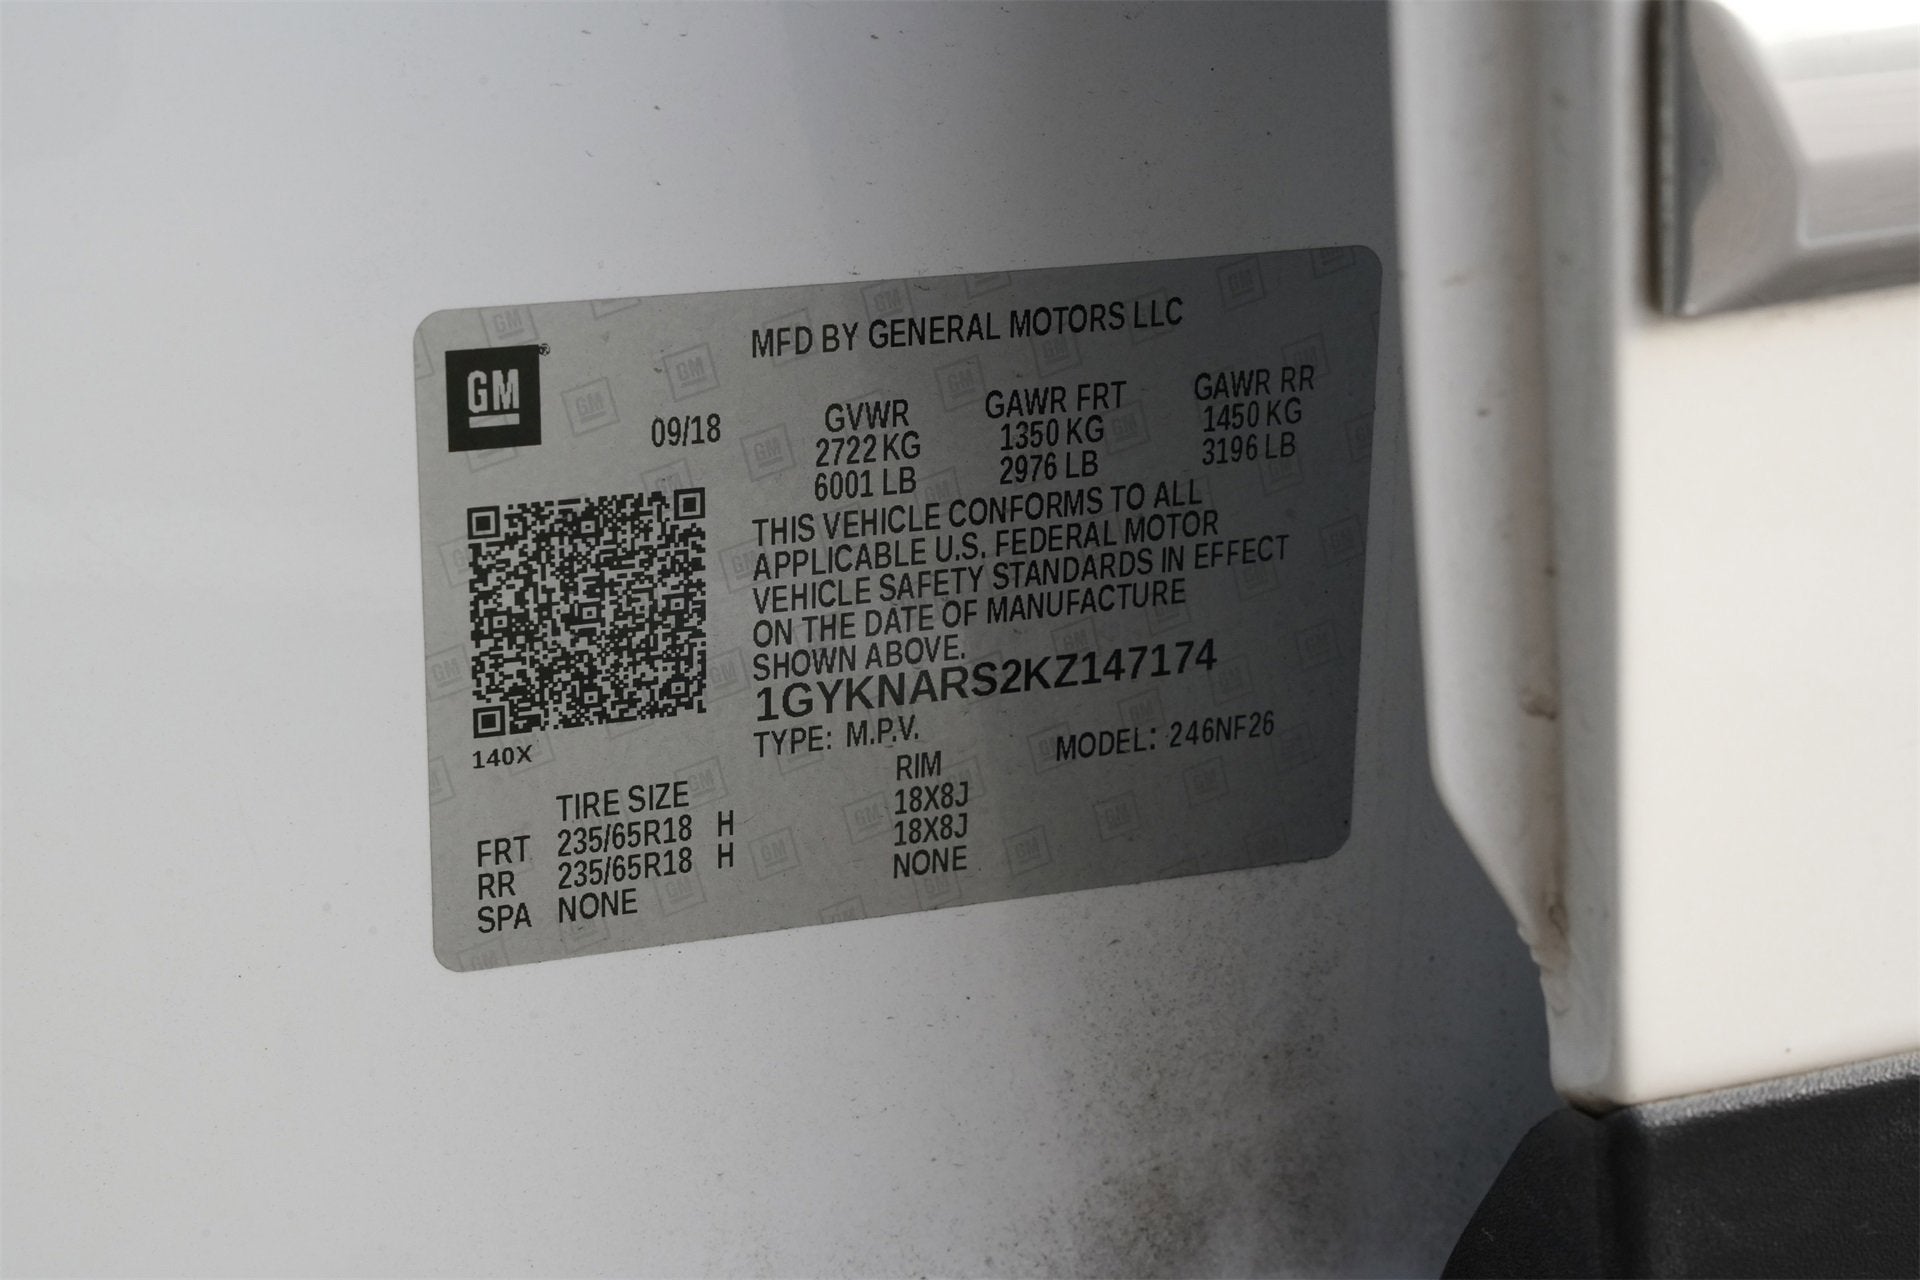 MFD BY GENERAL MOTORS LLC
GM
®
09/18
GVWR GAWR FRT GAWR RR
2722 KG 1350 KG 1450 KG
6001 LB 2976 LB 3196 LB
THIS VEHICLE CONFORMS TO ALL
APPLICABLE U.S. FEDERAL MOTOR
VEHICLE SAFETY STANDARDS IN EFFECT
ON THE DATE OF MANUFACTURE
SHOWN ABOVE.
1GYKNARS2KZ147174
TYPE: M.P.V. MODEL: 246NF26
140X
TIRE SIZE RIM
FRT 235/65R18 H 18X8J
RR 235/65R18 H 18X8J
SPA NONE NONE